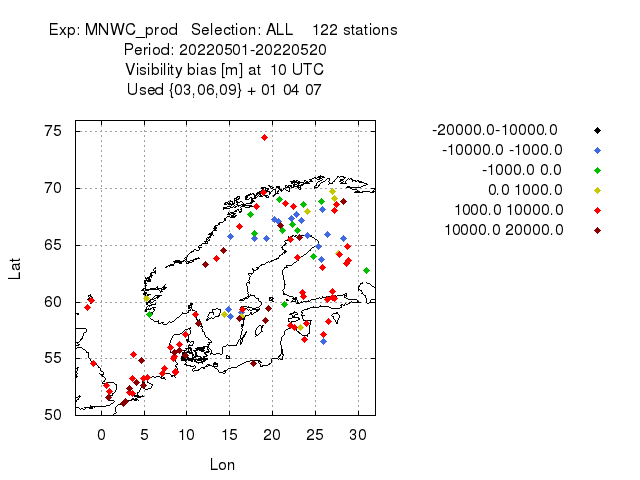 Exp: MNWC_prod Selection: ALL 122 stations
Period: 20220501-20220520
Visibility bias [m] at 10 UTC
Used {03,06,09} + 01 04 07
-20000.0-10000.0
-10000.0 -1000.0
-1000.0 0.0
0.0 1000.0
1000.0 10000.0
10000.0 20000.0
75
70
65
60
55
50
Lat
0 5 10 15 20 25 30
Lon